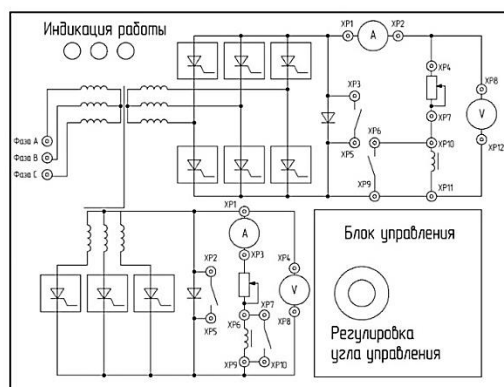 Индикация работы
XP1
A
XP2
XP4
XP8
XP3
V
XP7
Фаза A
XP6
XP10
XP12
Фаза B
XP5
Фаза C
XP9
XP11
XP1
A
XP2
XP3
XP4
V
XP7
XP5
XP6
XP8
XP9
XP10
Блок управления
Регулировка
угла управления